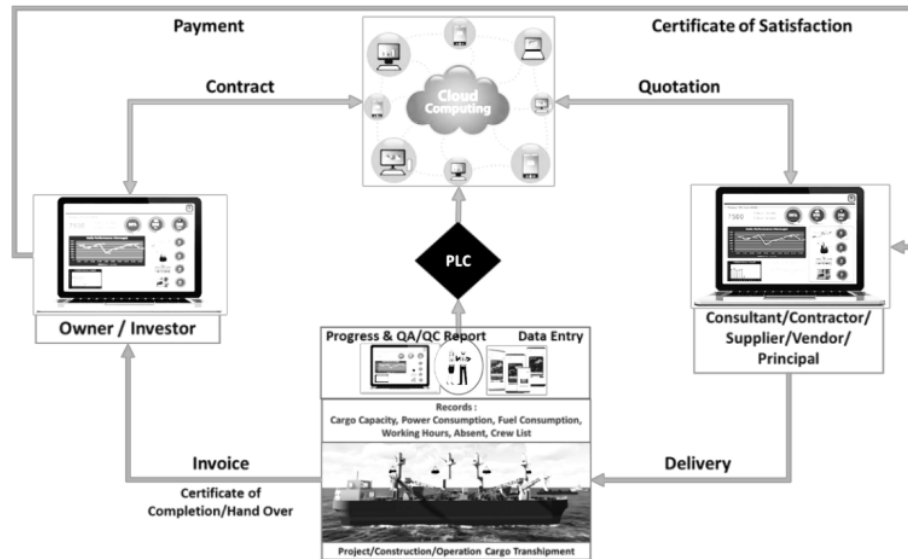 Payment
Certificate of Satisfaction
Contract
Cloud
Computing
Quotation
PLC
Owner / Investor
Consultant/Contractor/
Supplier/Vendor/
Principal
Progress & QA/QC Report
Data Entry
Records :
Cargo Capacity, Power Consumption, Fuel Consumption,
Working Hours, Absent, Crew List
Invoice
Certificate of
Completion/Hand Over
Delivery
Project/Construction/Operation Cargo Transhipment